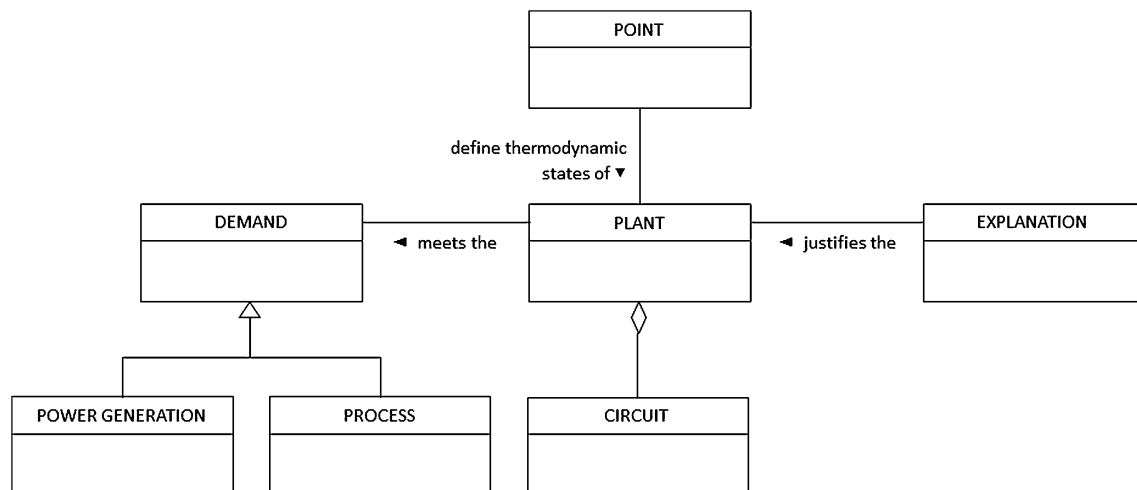 POINT
define thermodynamic
states of ▼
DEMAND
◄ meets the
PLANT
◄ justifies the
EXPLANATION
POWER GENERATION
PROCESS
CIRCUIT